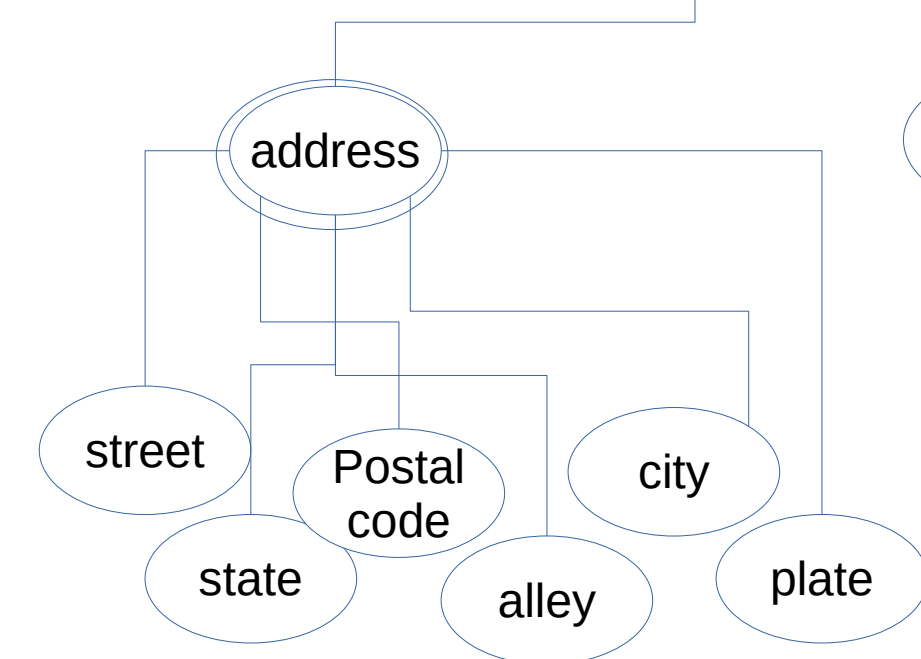 address
street
Postal
code
city
state
alley
plate